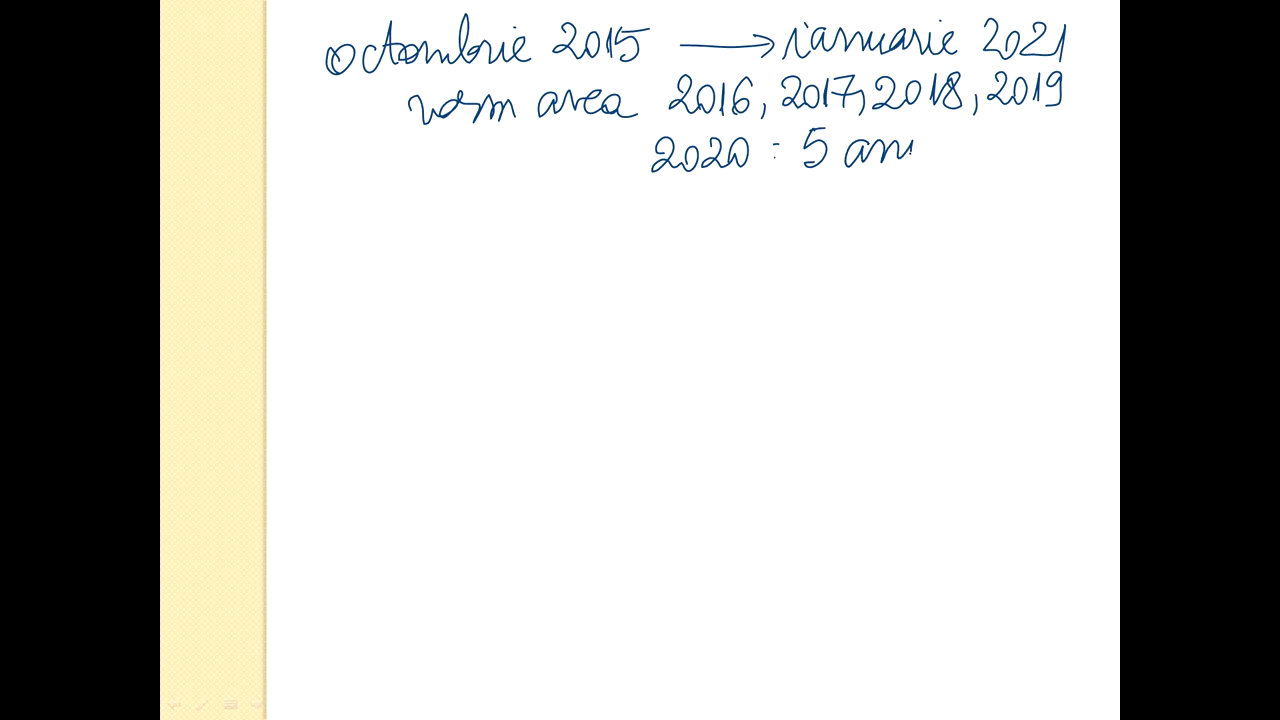 octombrie 2015 → ianuarie 2021
vom avea 2016, 2017, 2018, 2019
2020 : 5 ani